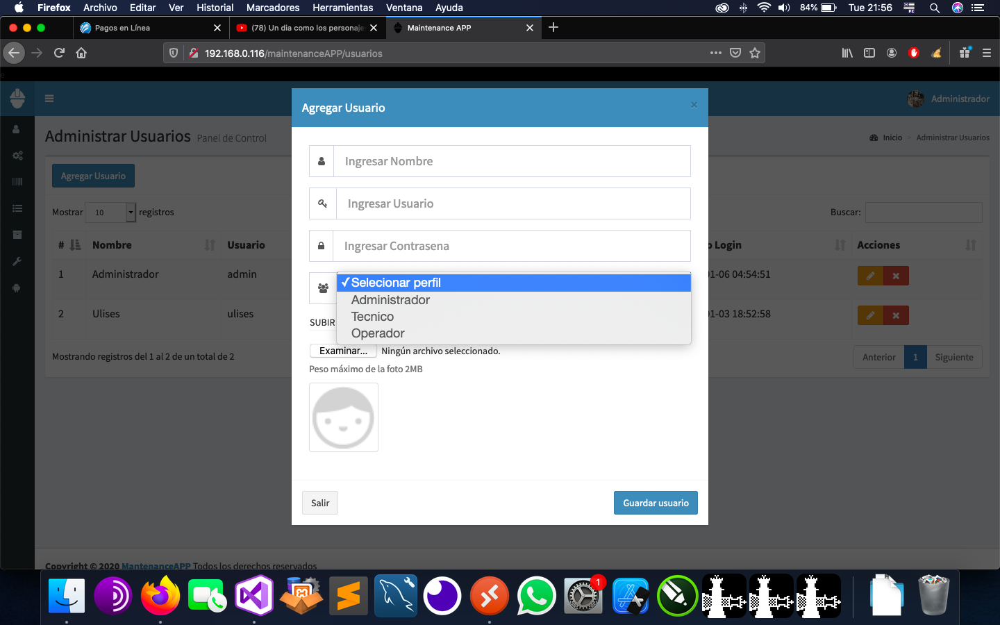 Firefox Archivo Editar Ver Historial Marcadores Herramientas Ventana Ayuda 84% Tue 21:56
Pagos en Línea (78) Un dia como los personaje Maintenance APP
192.168.0.116/maintenanceAPP/usuarios
e
Agregar Usuario ×
Administrador
Administrar Usuarios Panel de Control
Inicio > Administrar Usuarios
Agregar Usuario
Ingresar Nombre
Ingresar Usuario
Ingresar Contrasena
Selecionar perfil
Administrador
Tecnico
Operador
SUBIR
Examinar... Ningún archivo seleccionado.
Peso máximo de la foto 2MB
Salir Guardar usuario
Mostrar 10 registros Buscar:
# Nombre Usuario o Login Acciones
1 Administrador admin 01-06 04:54:51
2 Ulises ulises 01-03 18:52:58
Mostrando registros del 1 al 2 de un total de 2 Anterior 1 Siguiente
Copyright © 2020 MantenanceAPP Todos los derechos reservados
1